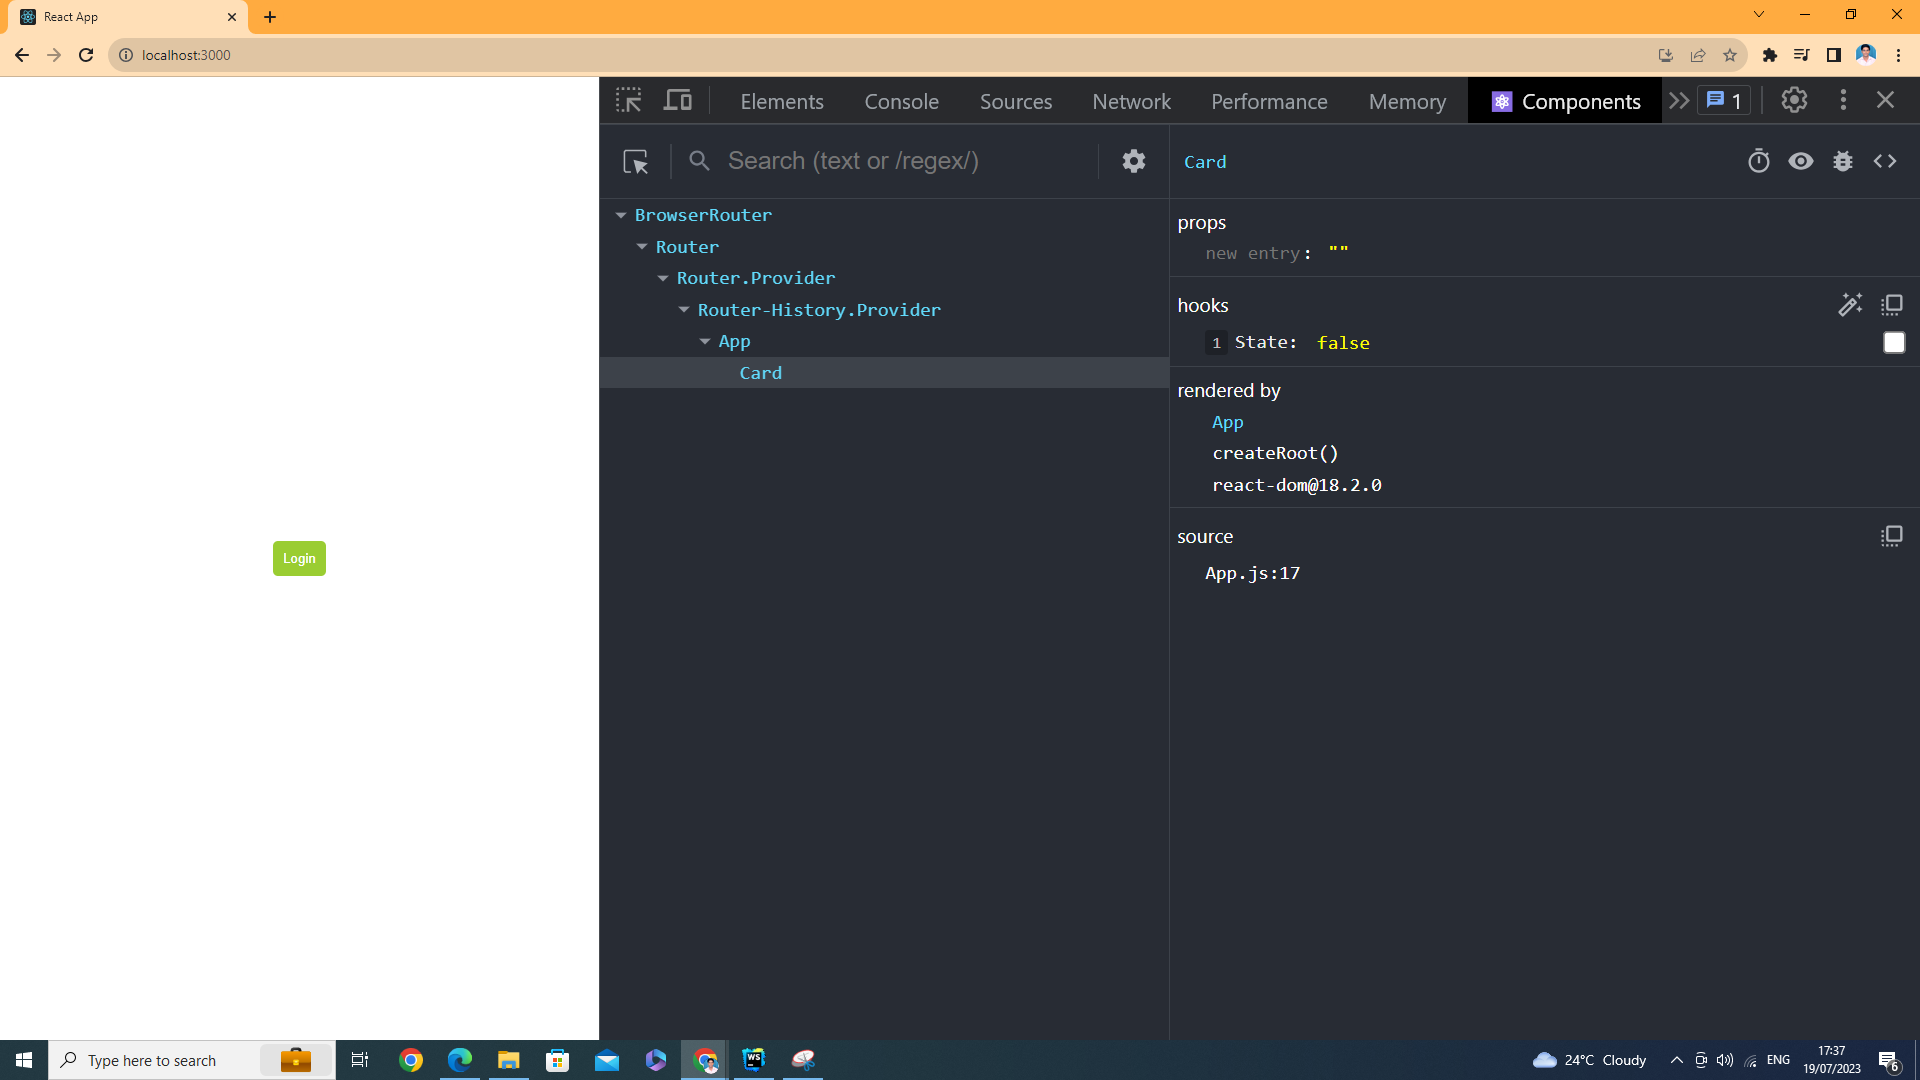 React App
localhost:3000
Login
Elements
Console
Sources
Network
Performance
Memory
Components
1
Search (text or /regex/)
BrowserRouter
Router
Router.Provider
Router-History.Provider
App
Card
Card
props
new entry: ""
hooks
1 State: false
rendered by
App
createRoot()
react-dom@18.2.0
source
App.js:17
Type here to search
WS
24°C Cloudy
ENG
17:37
19/07/2023
6